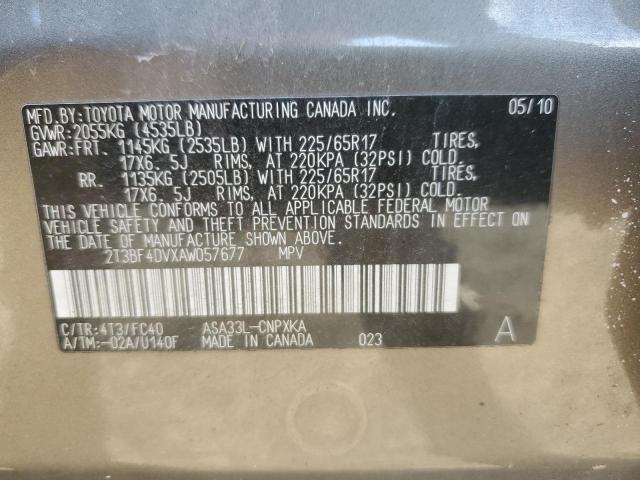 MFD.BY:TOYOTA MOTOR MANUFACTURING CANADA INC. 05/10
GVWR:2055KG (4535LB)
GAWR:FRT. 1145KG (2535LB) WITH 225/65R17 TIRES,
17X6.5J RIMS, AT 220KPA (32PSI) COLD.
RR. 1135KG (2505LB) WITH 225/65R17 TIRES,
17X6.5J RIMS, AT 220KPA (32PSI) COLD.
THIS VEHICLE CONFORMS TO ALL APPLICABLE FEDERAL MOTOR
VEHICLE SAFETY AND THEFT PREVENTION STANDARDS IN EFFECT ON
THE DATE OF MANUFACTURE SHOWN ABOVE.
2T3BF4DVXAW057677 MPV
C/TR:4T3/FC40 ASA33L-CNPXKA
A/TM:-02A/U140F MADE IN CANADA 023 A